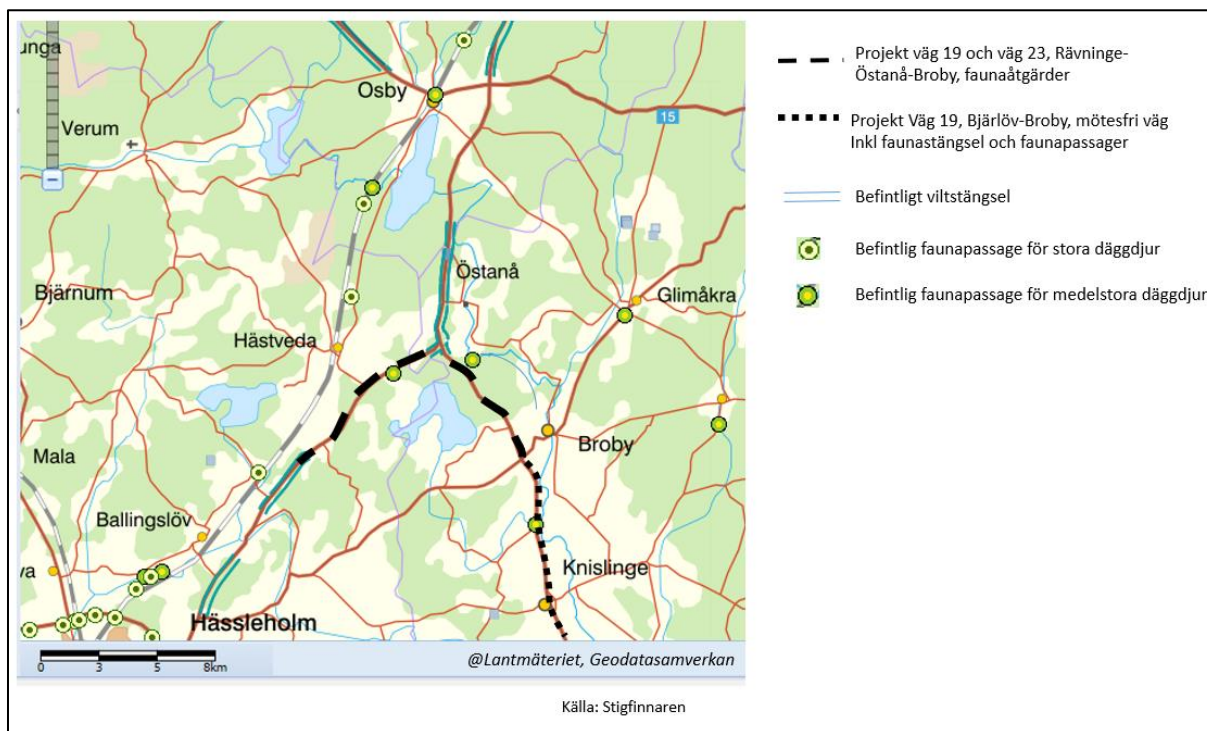 unga
Osby
15
Verum
Östanå
Bjärnum
Glimåkra
Hästveda
Broby
Mala
Ballingslöv
va
Knislinge
Hässleholm
0 3 5 8km
@Lantmäteriet, Geodatasamverkan
Projekt väg 19 och väg 23, Rävninge-
Östanå-Broby, faunaåtgärder
Projekt Väg 19, Bjärlöv-Broby, mötesfri väg
Inkl faunastängsel och faunapassager
Befintligt viltstängsel
Befintlig faunapassage för stora däggdjur
Befintlig faunapassage för medelstora däggdjur
Källa: Stigfinnaren